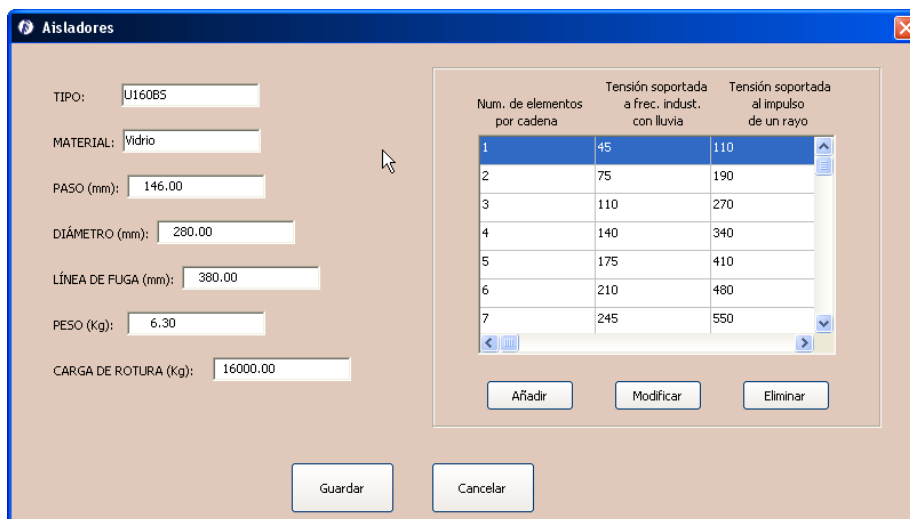 Aisladores
TIPO: U160BS
MATERIAL: Vidrio
PASO (mm): 146.00
DIÁMETRO (mm): 280.00
LÍNEA DE FUGA (mm): 380.00
PESO (Kg): 6.30
CARGA DE ROTURA (Kg): 16000.00
Num. de elementos
por cadena
Tensión soportada
a frec. indust.
con lluvia
Tensión soportada
al impulso
de un rayo
1 45 110
2 75 190
3 110 270
4 140 340
5 175 410
6 210 480
7 245 550
Añadir Modificar Eliminar
Guardar Cancelar